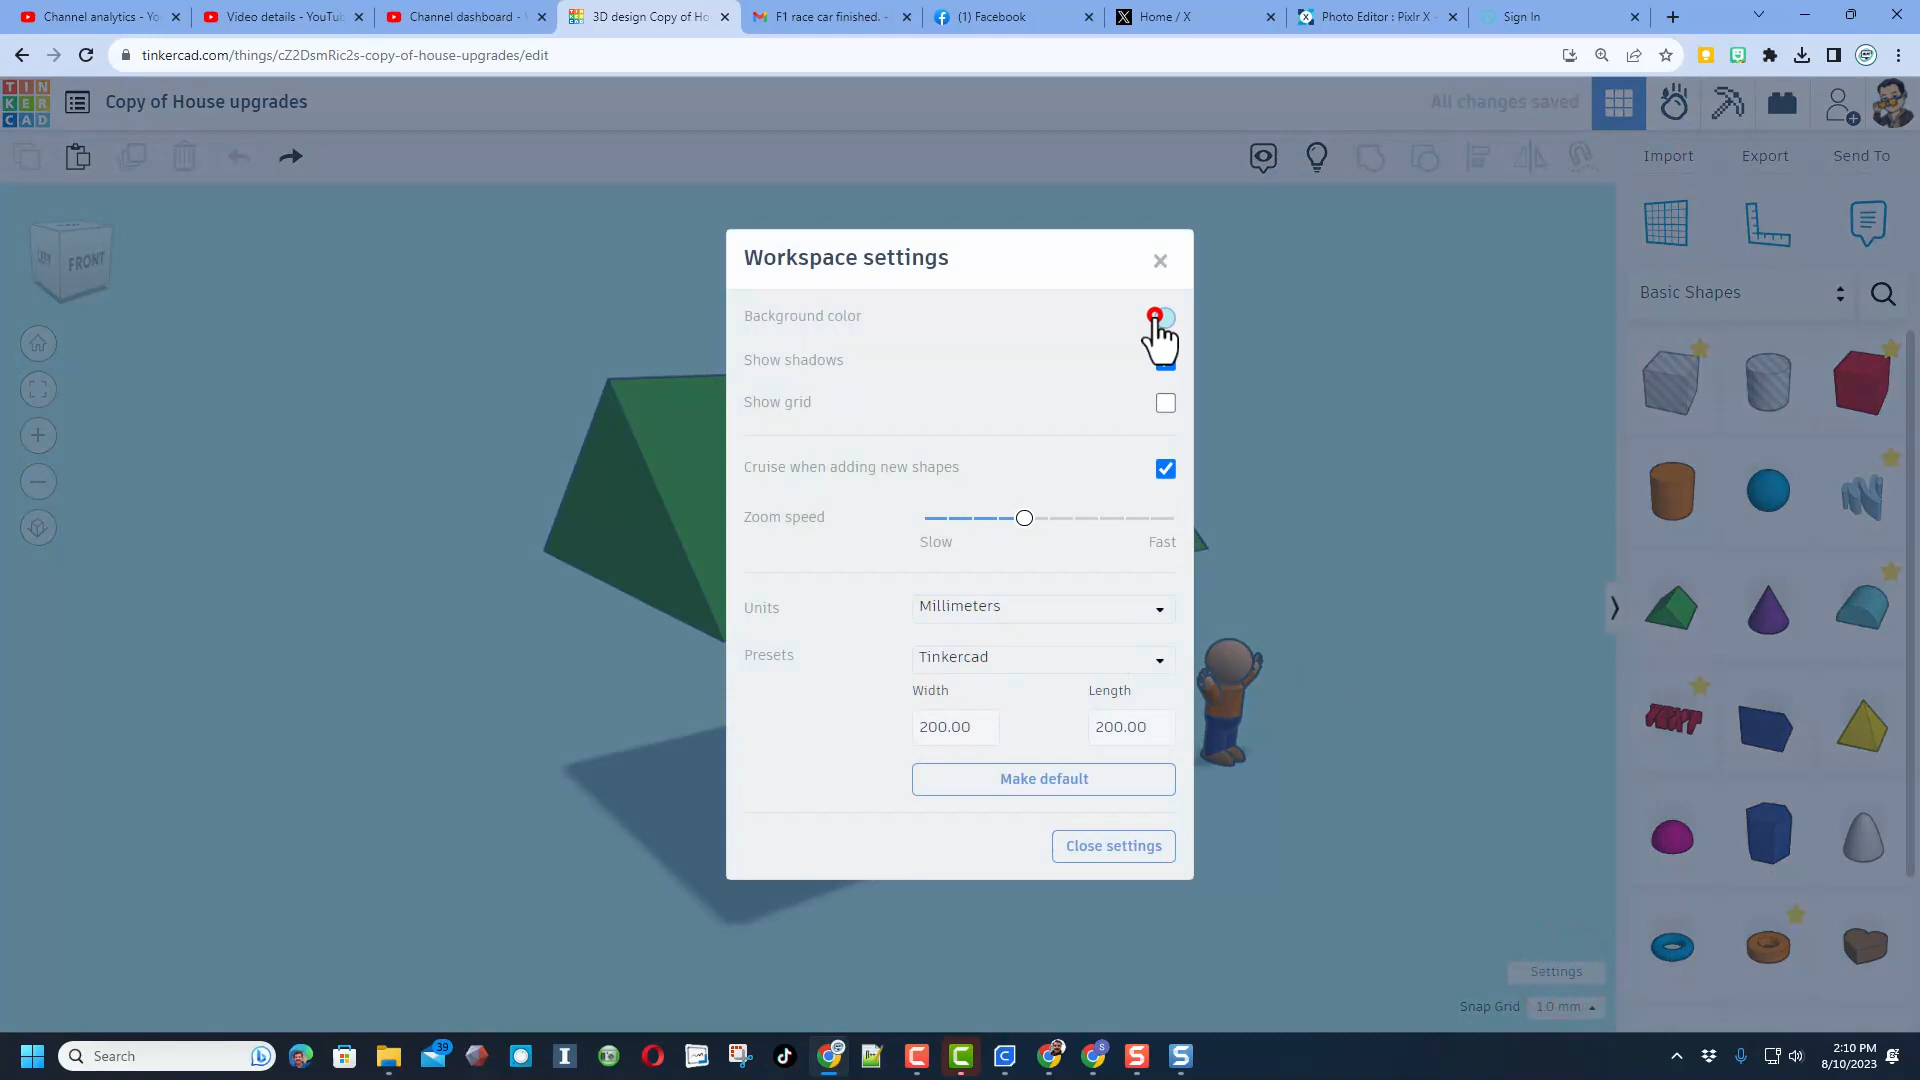 Channel analytics - Yo
Video details - YouTu
Channel dashboard -
3D design Copy of Ho
F1 race car finished. -
(1) Facebook
Home / X
Photo Editor : Pixlr X -
Sign In
tinkercad.com/things/cZ2DsmRic2s-copy-of-house-upgrades/edit
TIN
KER
CAD
Copy of House upgrades
All changes saved
Import
Export
Send To
FRONT
Workspace settings
Background color
Show shadows
Show grid
Cruise when adding new shapes
Zoom speed
Slow
Fast
Units
Millimeters
Presets
Tinkercad
Width
Length
200.00
200.00
Make default
Close settings
Basic Shapes
TEXT
Settings
Snap Grid
1.0 mm
Search
39
2:10 PM
8/10/2023